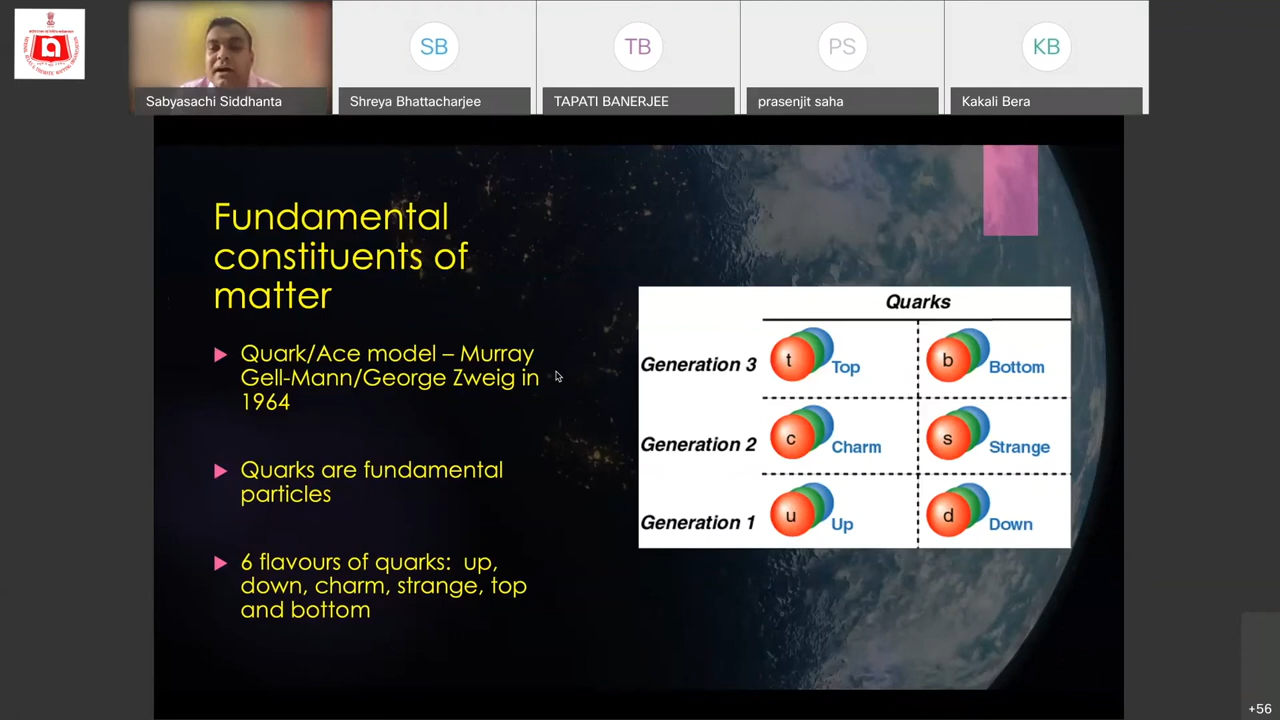 SB
TB
PS
KB
Sabyasachi Siddhanta
Shreya Bhattacharjee
TAPATI BANERJEE
prasenjit saha
Kakali Bera
Fundamental
constituents of
matter
Quark/Ace model – Murray
Gell-Mann/George Zweig in
1964
Quarks are fundamental
particles
6 flavours of quarks: up,
down, charm, strange, top
and bottom
Quarks
Generation 3
t
Top
b
Bottom
Generation 2
c
Charm
s
Strange
Generation 1
u
Up
d
Down
+56